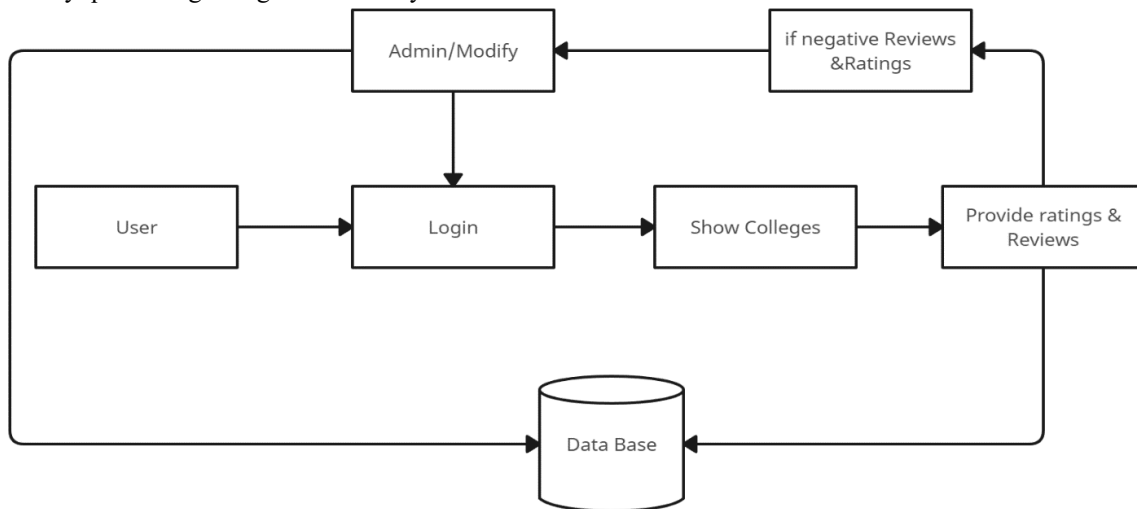 Admin/Modify
if negative Reviews
&Ratings
User
Login
Show Colleges
Provide ratings &
Reviews
Data Base